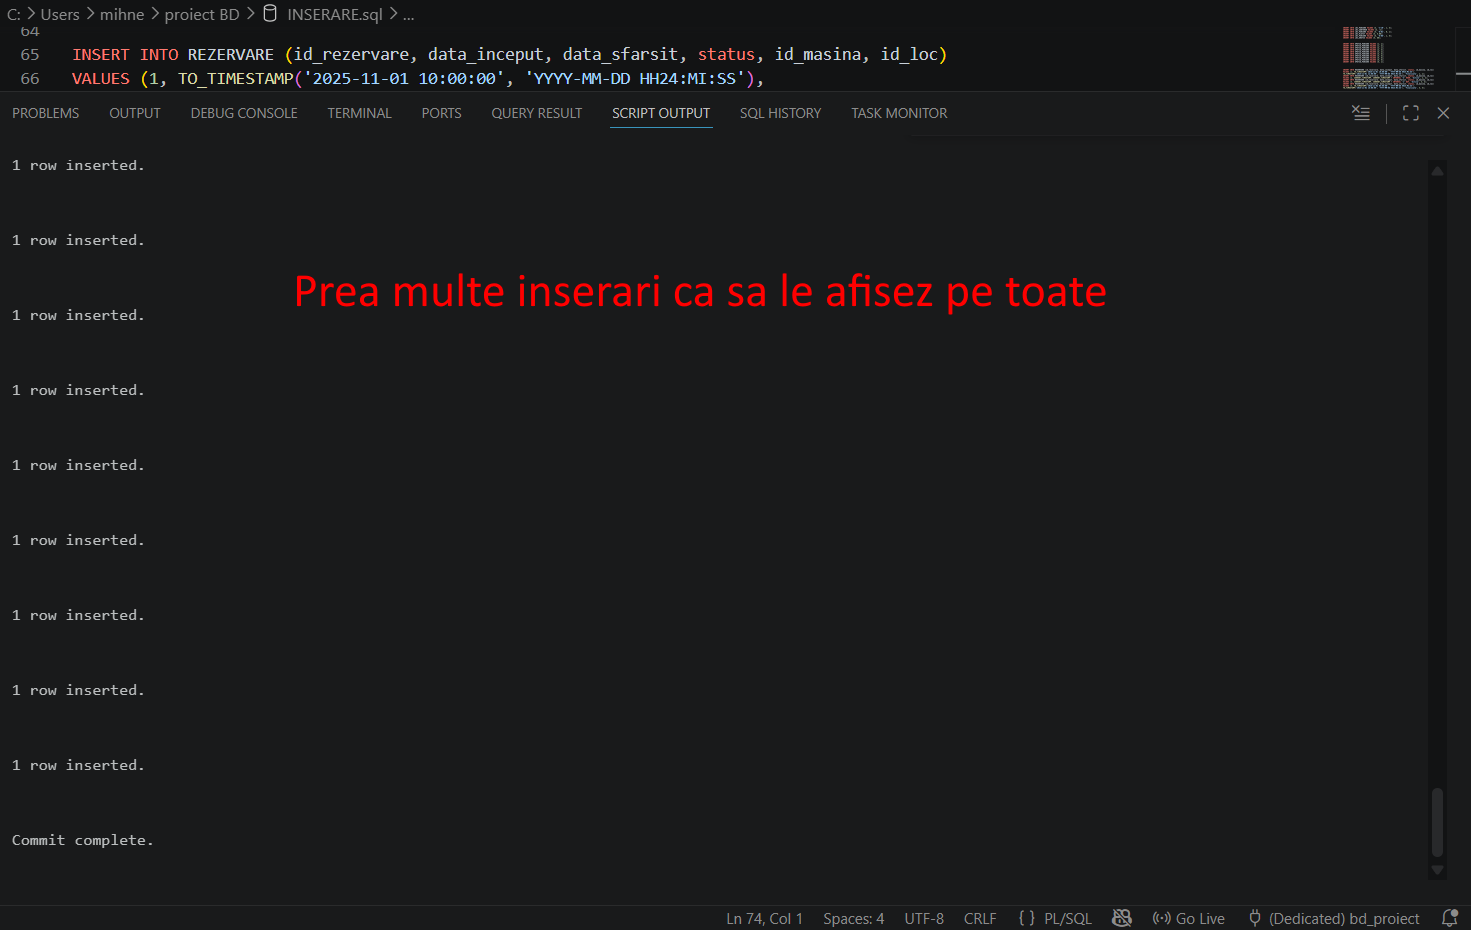 C: > Users > mihne > proiect BD > INSERARE.sql > ...
64
65 INSERT INTO REZERVARE (id_rezervare, data_inceput, data_sfarsit, status, id_masina, id_loc)
66 VALUES (1, TO_TIMESTAMP('2025-11-01 10:00:00', 'YYYY-MM-DD HH24:MI:SS'),
PROBLEMS OUTPUT DEBUG CONSOLE TERMINAL PORTS QUERY RESULT SCRIPT OUTPUT SQL HISTORY TASK MONITOR
1 row inserted.
1 row inserted.
Prea multe inserari ca sa le afisez pe toate
1 row inserted.
1 row inserted.
1 row inserted.
1 row inserted.
1 row inserted.
1 row inserted.
1 row inserted.
Commit complete.
Ln 74, Col 1 Spaces: 4 UTF-8 CRLF { } PL/SQL Go Live (Dedicated) bd_proiect